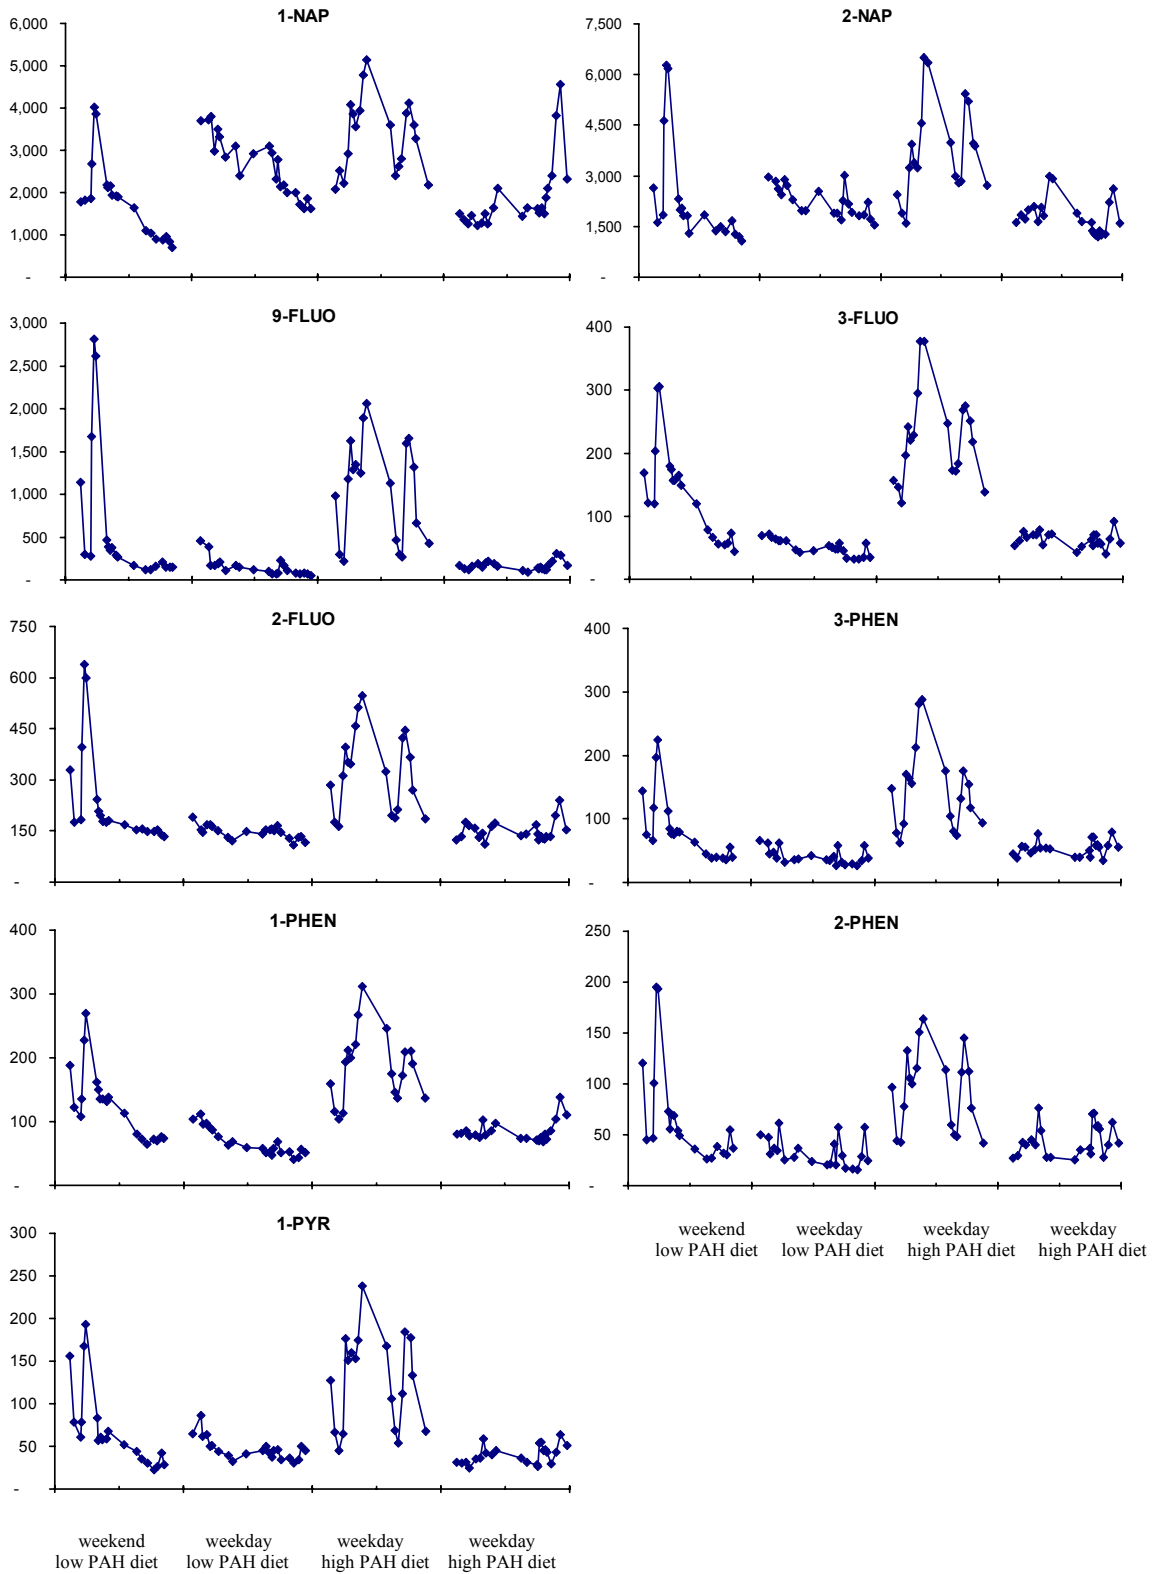 1-NAP
6,000
5,000
4,000
3,000
2,000
1,000
-
2-NAP
7,500
6,000
4,500
3,000
1,500
-
9-FLUO
3,000
2,500
2,000
1,500
1,000
500
-
3-FLUO
400
300
200
100
-
2-FLUO
750
600
450
300
150
-
3-PHEN
400
300
200
100
-
1-PHEN
400
300
200
100
-
2-PHEN
250
200
150
100
50
-
weekend
low PAH diet
weekday
low PAH diet
weekday
high PAH diet
weekday
high PAH diet
1-PYR
300
250
200
150
100
50
-
weekend
low PAH diet
weekday
low PAH diet
weekday
high PAH diet
weekday
high PAH diet